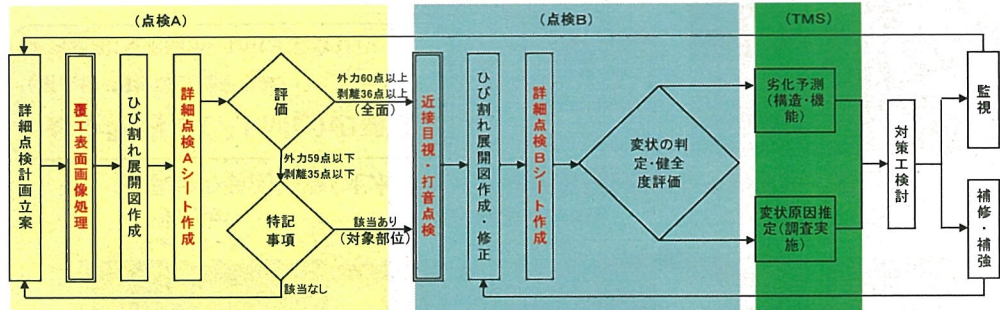 (点検A)
(点検B)
(TMS)
詳細点検計画立案
覆工表面画像処理
ひび割れ展開図作成
詳細点検Aシート作成
評価
外力60点以上
剥離36点以上
(全面)
外力59点以下
剥離35点以下
特記
事項
該当あり
(対象部位)
該当なし
近接目視・打音点検
ひび割れ展開図作成・修正
詳細点検Bシート作成
変状の判
定・健全
度評価
劣化予測
(構造・機
能)
変状原因推
定(調査実
施)
対策工検討
監視
補修・補強